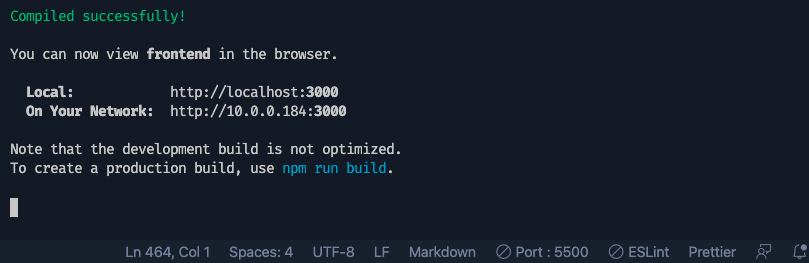 Compiled successfully!
You can now view frontend in the browser.
Local: http://localhost:3000
On Your Network: http://10.0.0.184:3000
Note that the development build is not optimized.
To create a production build, use npm run build.
Ln 464, Col 1 Spaces: 4 UTF-8 LF Markdown Port : 5500 ESLint Prettier